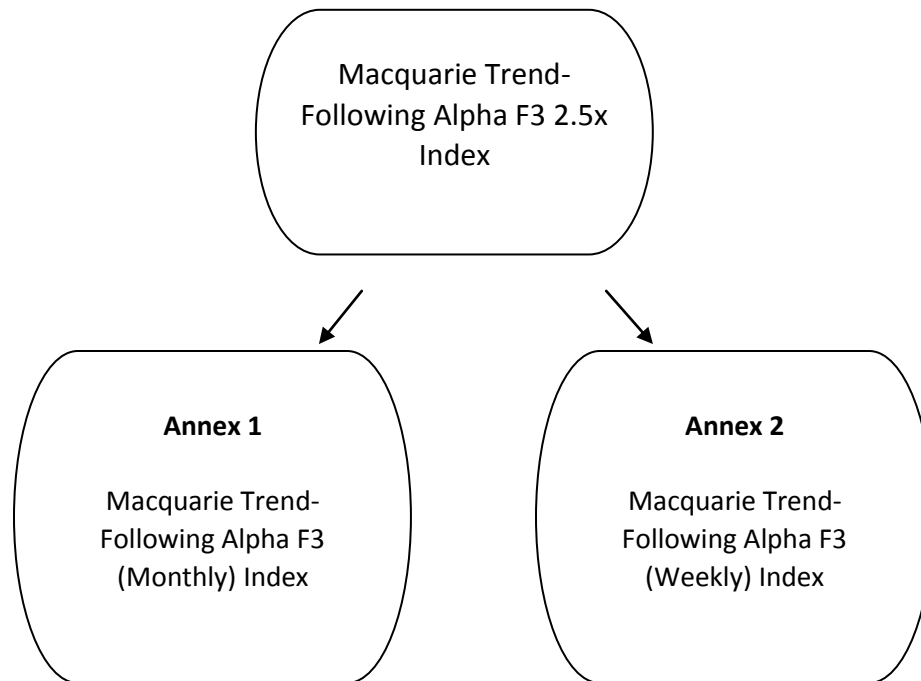 Macquarie Trend-
Following Alpha F3 2.5x
Index
Annex 1
Macquarie Trend-
Following Alpha F3
(Monthly) Index
Annex 2
Macquarie Trend-
Following Alpha F3
(Weekly) Index